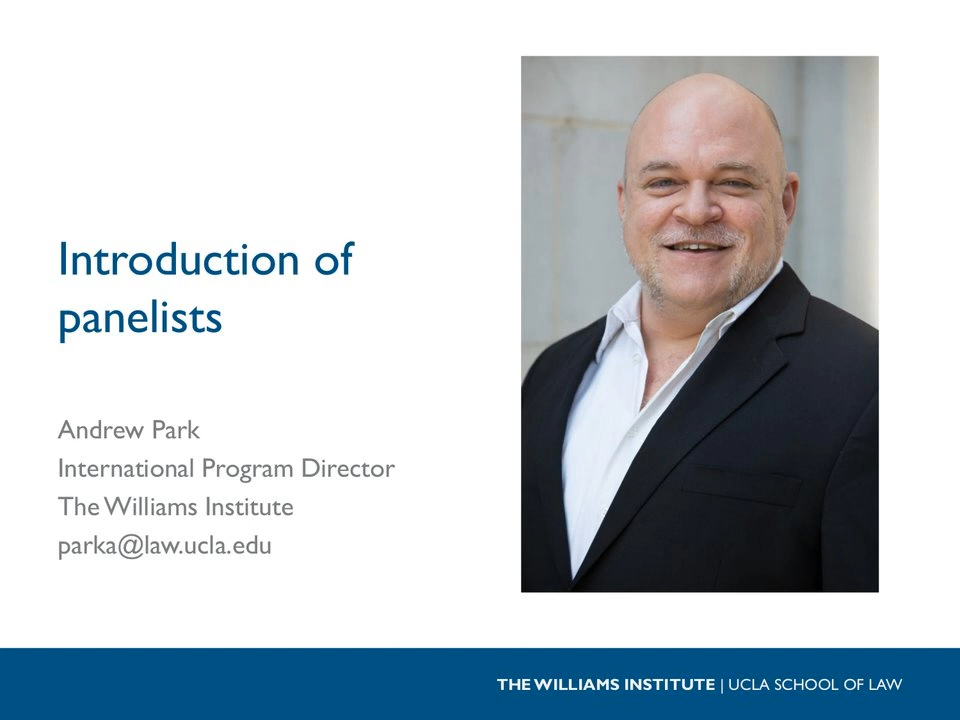 Introduction of
panelists
Andrew Park
International Program Director
The Williams Institute
parka@law.ucla.edu
THE WILLIAMS INSTITUTE | UCLA SCHOOL OF LAW